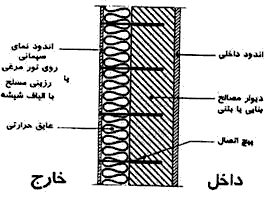 اندود داخلی
دیوار مصالح
بنایی یا بتنی
پیچ اتصال
داخل
اندود نمای
سیمانی
روی تور مرغی
یا
رزینی مسلح
با الیاف شیشه
عایق حرارتی
خارج